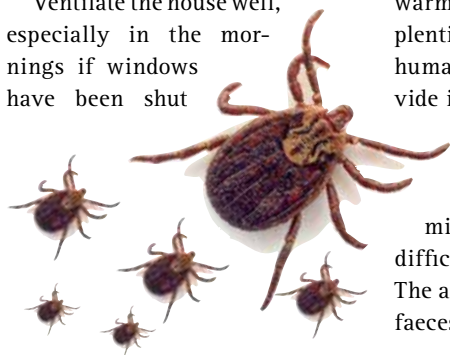 Ventilate the house well,
especially in the mor-
nings if windows
have been shut
warm
plenti
huma
vide i
mi
diffic
The a
faeces